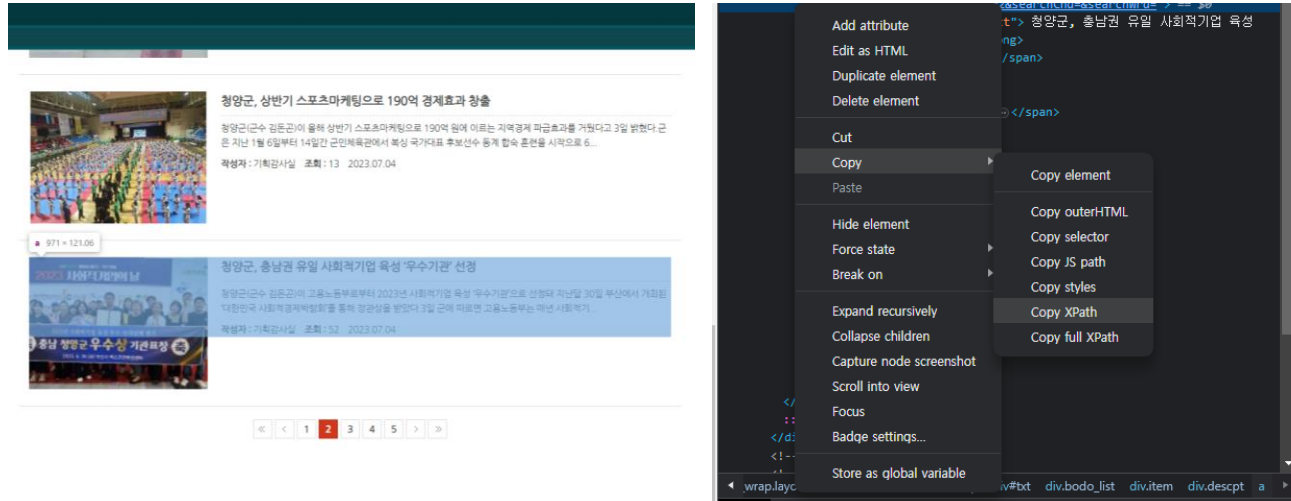 청양군, 상반기 스포츠마케팅으로 190억 경제효과 창출
청양군(군수 김돈곤)이 올해 상반기 스포츠마케팅으로 190억 원에 이르는 지역경제 파급효과를 거뒀다고 3일 밝혔다.군
은 지난 1월 6일부터 14일간 군민체육관에서 복싱 국가대표 후보선수 동계 합숙 훈련을 시작으로 6...
작성자 : 기획감사실 조회 : 13 2023.07.04
a 971 × 121.06
청양군, 충남권 유일 사회적기업 육성 '우수기관' 선정
청양군(군수 김돈곤)이 고용노동부로부터 2023년 사회적기업 육성 '우수기관'으로 선정돼 지난달 30일 부산에서 개최된
'대한민국 사회적경제박람회'를 통해 장관상을 받았다 3일 군에 따르면 고용노동부는 매년 사회적기...
작성자 : 기획감사실 조회 : 52 2023.07.04
충남 청양군 우수상 기관표창
« < 1 2 3 4 5 > »
&searchCnd=&searchWrd= > == $0
t"> 청양군, 충남권 유일 사회적기업 육성
ng>
/span>
…</span>
Add attribute
Edit as HTML
Duplicate element
Delete element
Cut
Copy
Paste
Hide element
Force state
Break on
Expand recursively
Collapse children
Capture node screenshot
Scroll into view
Focus
Badge settings...
Store as global variable
Copy element
Copy outerHTML
Copy selector
Copy JS path
Copy styles
Copy XPath
Copy full XPath
</
::
</di
<!--
wrap.layo
v#txt div.bodo_list div.item div.descpt a